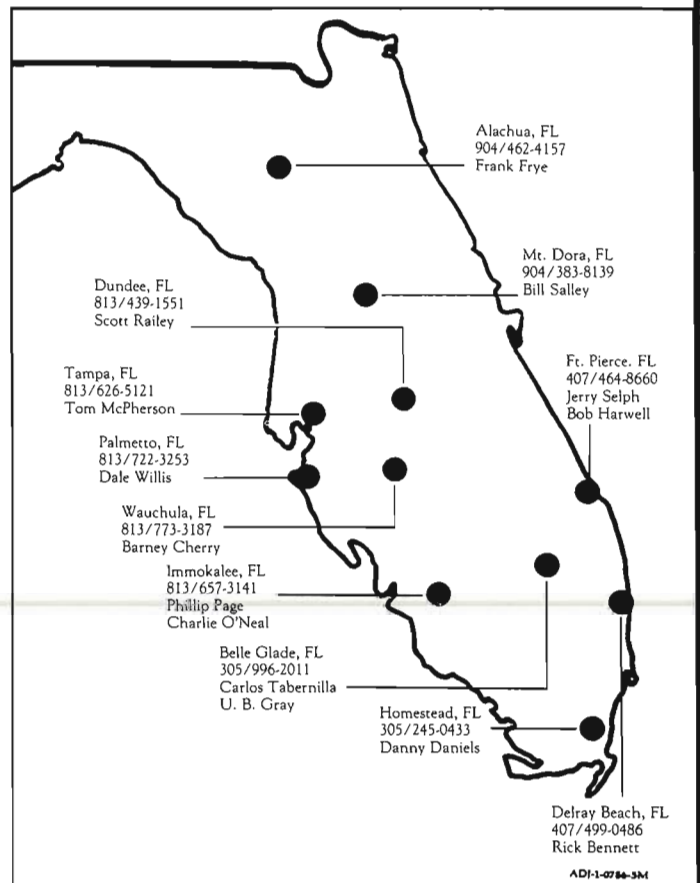 Alachua, FL
904/462-4157
Frank Frye
Mt. Dora, FL
904/383-8139
Bill Salley
Dundee, FL
813/439-1551
Scott Railey
Ft. Pierce. FL
407/464-8660
Jerry Selph
Bob Harwell
Tampa, FL
813/626-5121
Tom McPherson
Palmetto, FL
813/722-3253
Dale Willis
Wauchula, FL
813/773-3187
Barney Cherry
Immokalee, FL
813/657-3141
Phillip Page
Charlie O'Neal
Belle Glade, FL
305/996-2011
Carlos Tabernilla
U. B. Gray
Homestead, FL
305/245-0433
Danny Daniels
Delray Beach, FL
407/499-0486
Rick Bennett
ADJ-1-0786-5M